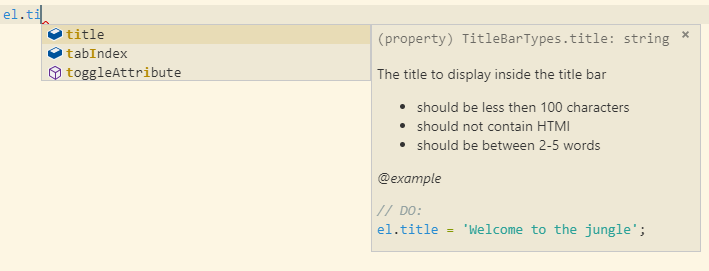 el.ti
title
tabIndex
toggleAttribute
(property) TitleBarTypes.title: string ×
The title to display inside the title bar
• should be less then 100 characters
• should not contain HTMl
• should be between 2-5 words
@example
// DO:
el.title = 'Welcome to the jungle';